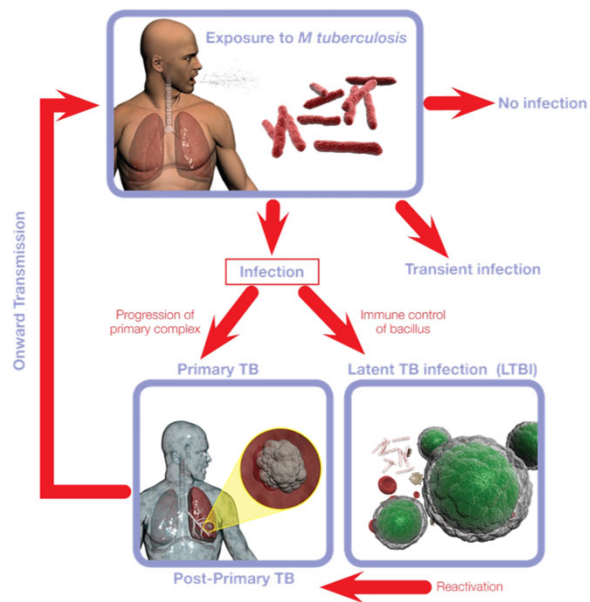 Exposure to M tuberculosis
No infection
Onward Transmission
Infection
Transient infection
Progression of
primary complex
Immune control
of bacillus
Primary TB
Latent TB infection (LTBI)
Post-Primary TB
Reactivation